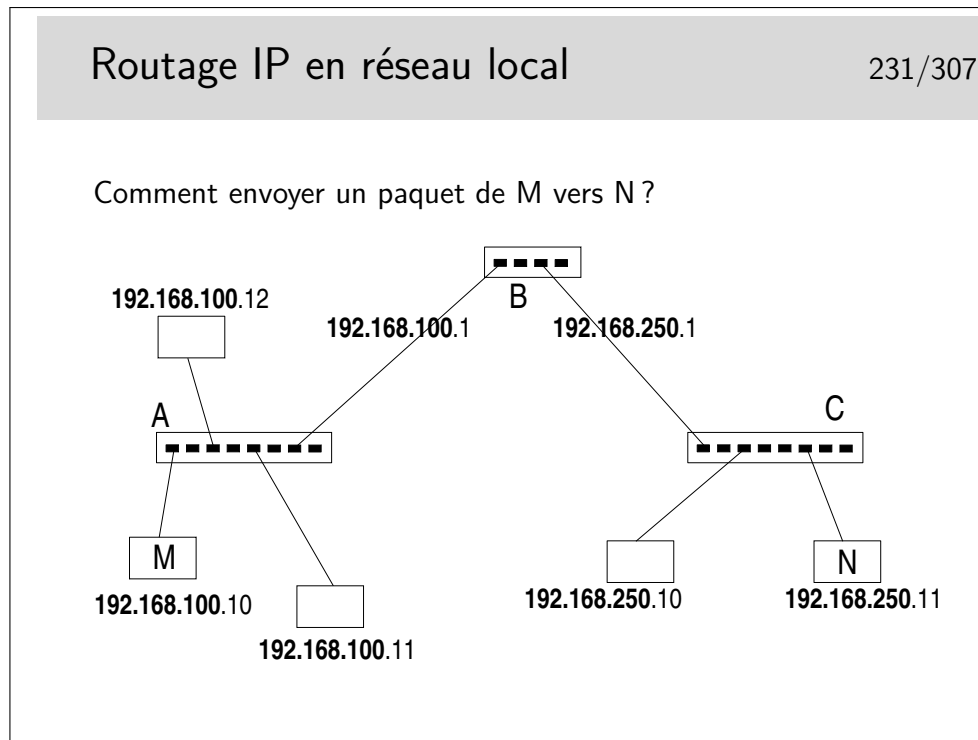 Routage IP en réseau local 231/307
Comment envoyer un paquet de M vers N ?
B
192.168.100.12
192.168.100.1 192.168.250.1
A
C
M
N
192.168.100.10
192.168.250.10 192.168.250.11
192.168.100.11